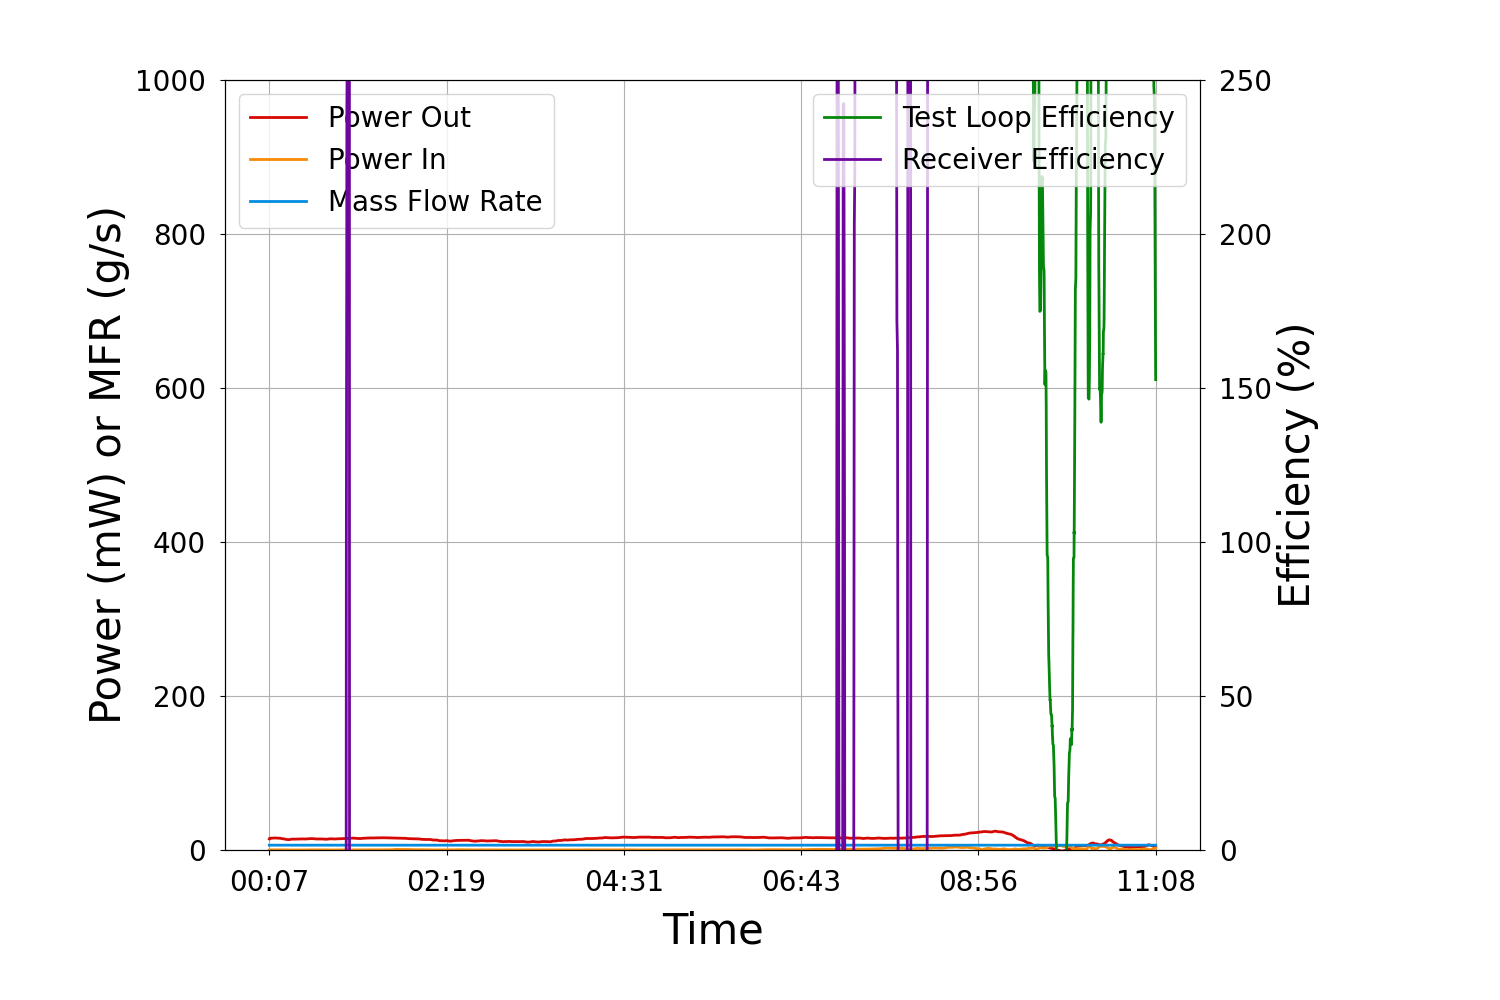 1000
800
600
400
200
0
Power (mW) or MFR (g/s)
Power Out
Power In
Mass Flow Rate
Test Loop Efficiency
Receiver Efficiency
250
200
150
100
50
0
Efficiency (%)
00:07 02:19 04:31 06:43 08:56 11:08
Time